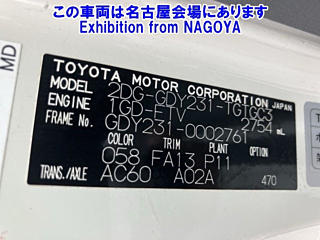 この車両は名古屋会場にあります
Exhibition from NAGOYA
MD
TOYOTA MOTOR CORPORATION JAPAN
MODEL 2DG-GDY231-TGTGC3
ENGINE 1GD-FTV 2754 mL
FRAME No. GDY231-0002761
COLOR TRIM PLANT
058 FA13 P11
TRANS./AXLE AC60 A02A 470